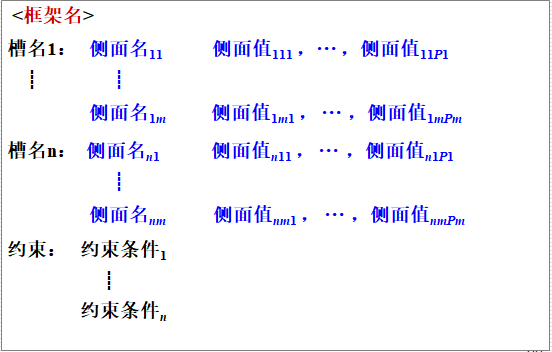 <框架名>
槽名1： 侧面名11 侧面值111， … ，侧面值11P1
┇ ┇
侧面名1m 侧面值1m1， … ，侧面值1mPm
槽名n： 侧面名n1 侧面值n11， … ，侧面值n1P1
┇
侧面名nm 侧面值nm1， … ，侧面值nmPm
约束： 约束条件1
┇
约束条件n